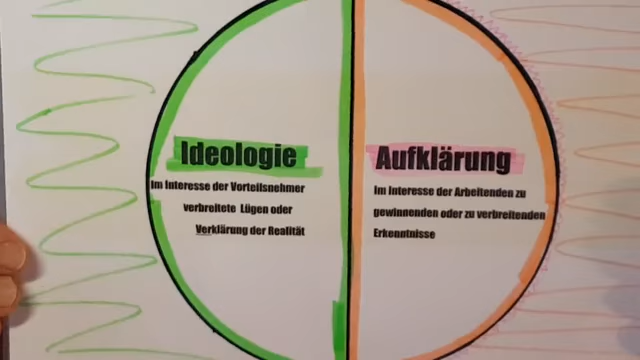 Ideologie
Im Interesse der Vorteilsnehmer
verbreitete Lügen oder
Verklärung der Realität
Aufklärung
Im Interesse der Arbeitenden zu
gewinnenden oder zu verbreitenden
Erkenntnisse